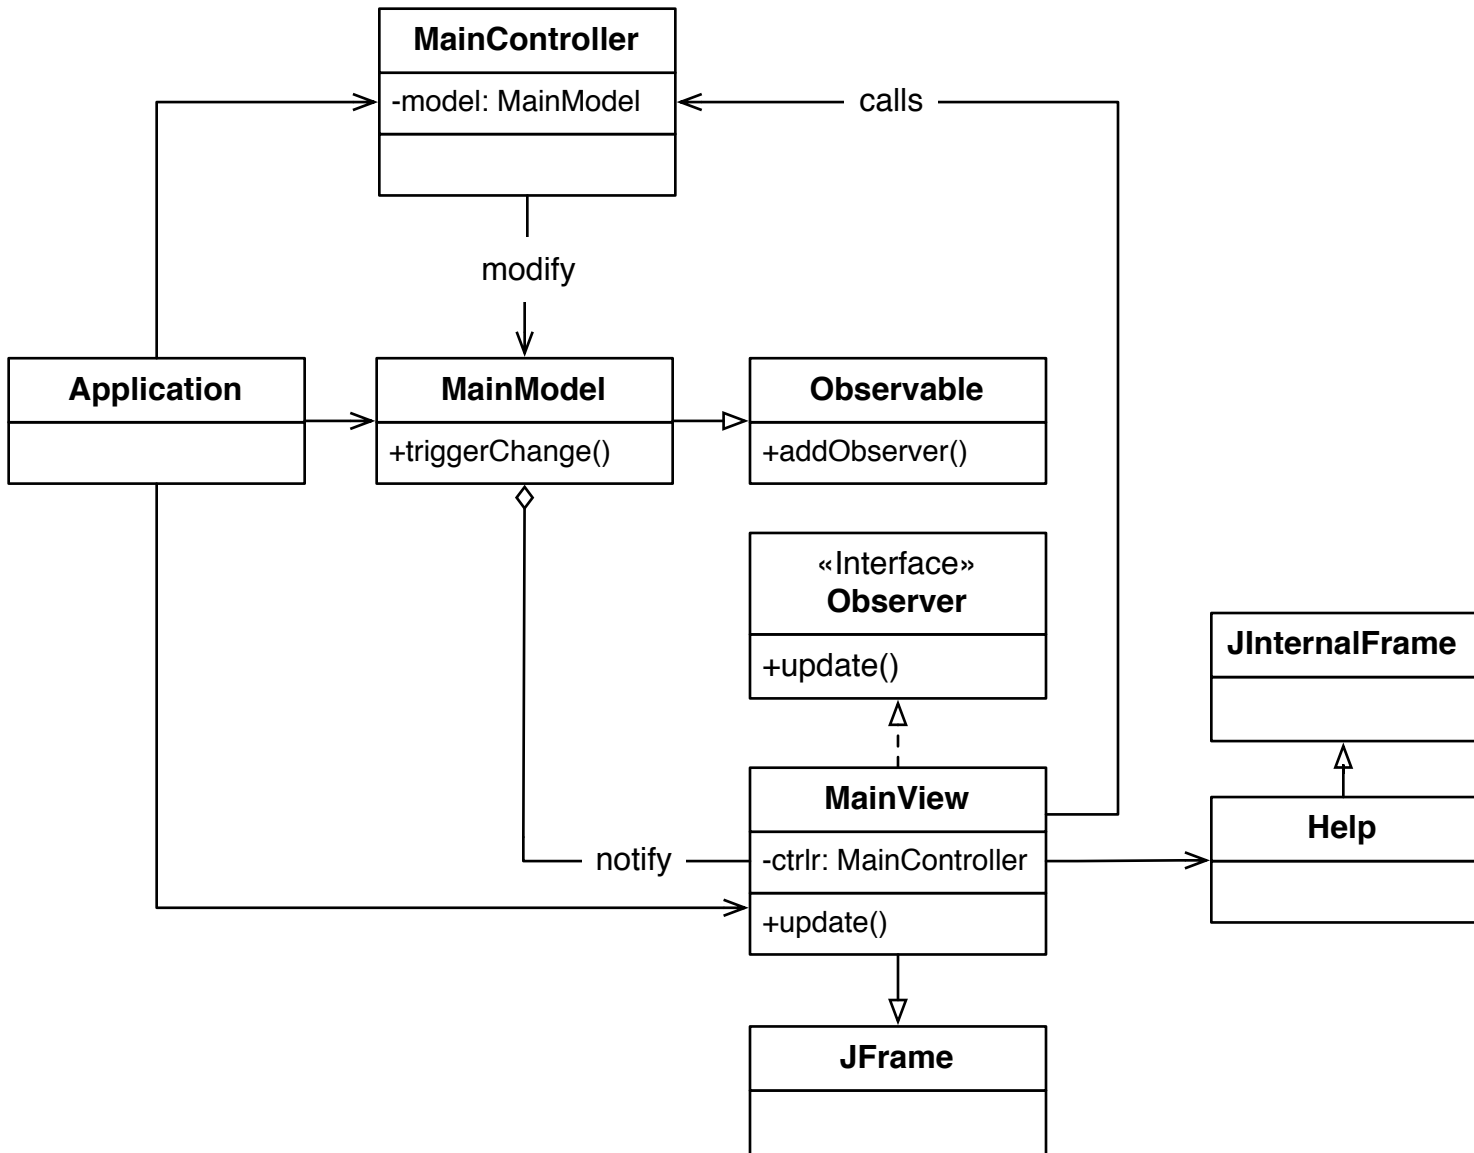 MainController
-model: MainModel
calls
modify
Application
MainModel
+triggerChange()
Observable
+addObserver()
«Interface»
Observer
+update()
JInternalFrame
MainView
-ctrlr: MainController
+update()
notify
Help
JFrame